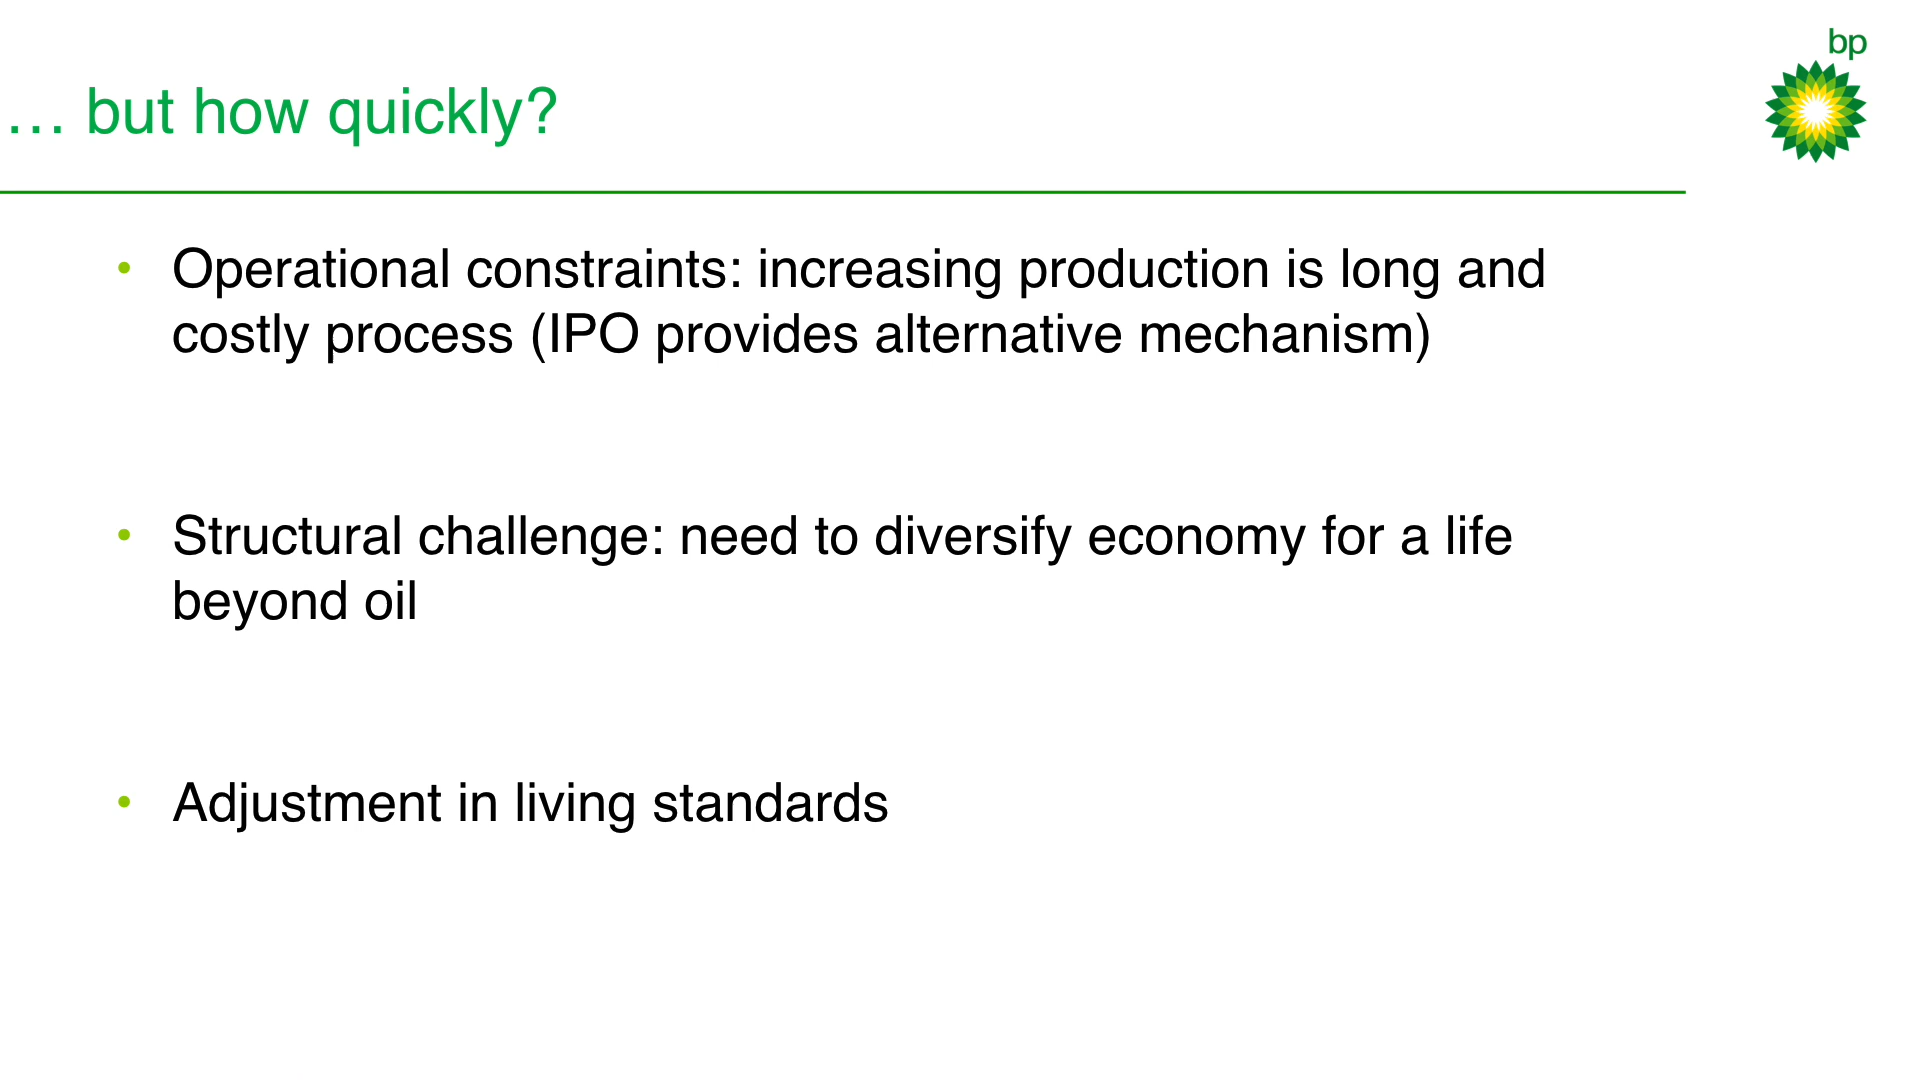 bp
… but how quickly?
• Operational constraints: increasing production is long and
costly process (IPO provides alternative mechanism)
• Structural challenge: need to diversify economy for a life
beyond oil
• Adjustment in living standards